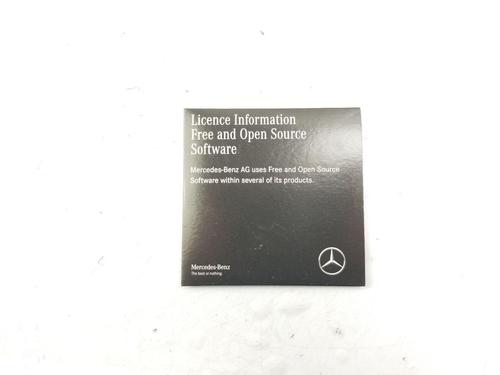 Licence Information
Free and Open Source
Software
Mercedes-Benz AG uses Free and Open Source
Software within several of its products.
Mercedes-Benz
The best or nothing.